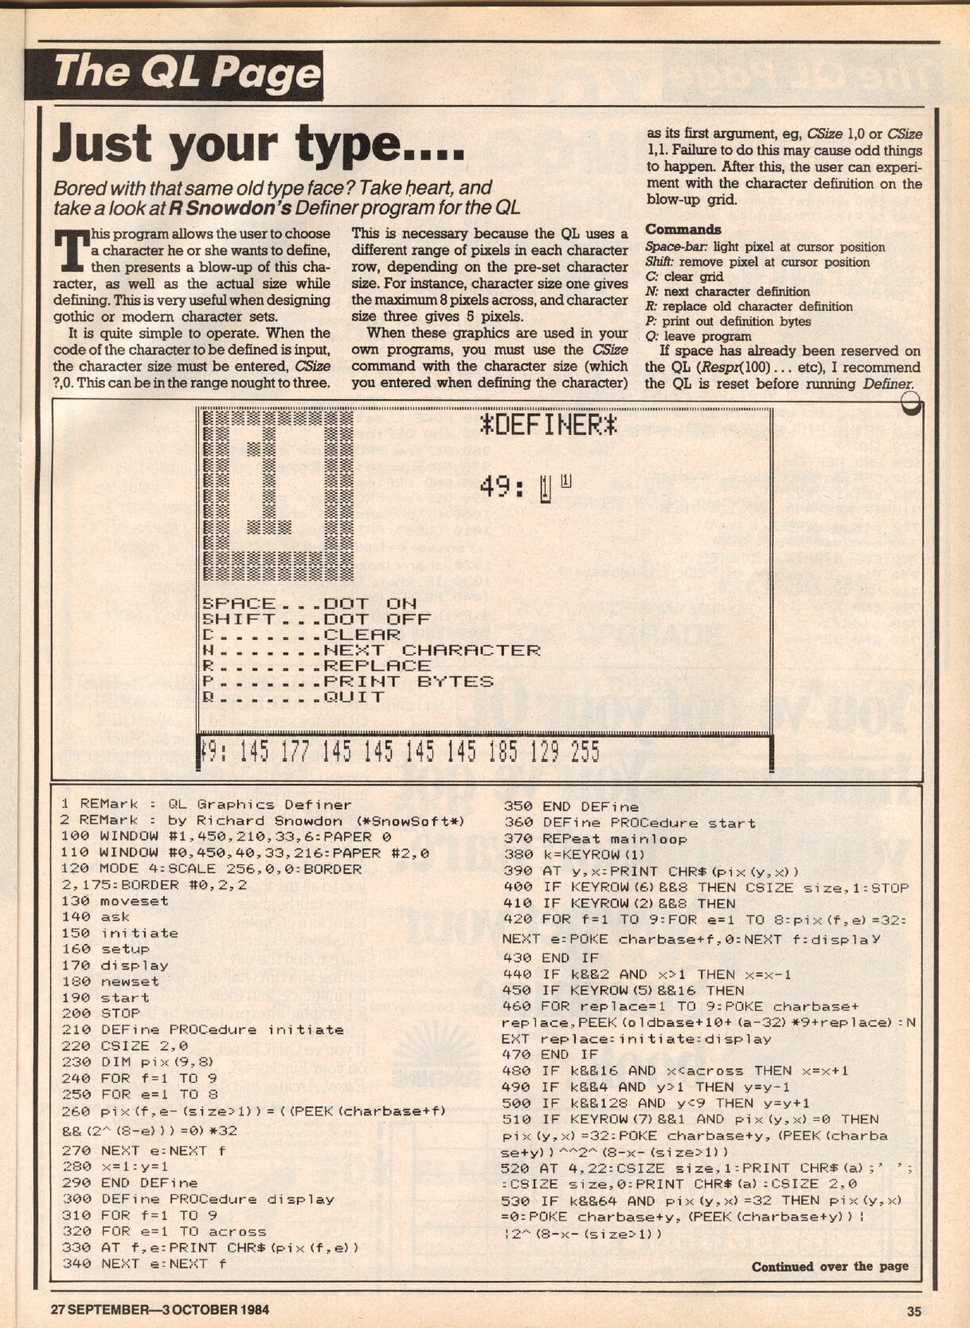 The QL Page
Just your type....
Bored with that same old type face? Take heart, and
take a look at R Snowdon's Definer program for the QL
This program allows the user to choose
a character he or she wants to define,
then presents a blow-up of this cha-
racter, as well as the actual size while
defining. This is very useful when designing
gothic or modern character sets.
It is quite simple to operate. When the
code of the character to be defined is input,
the character size must be entered, CSize
?,0. This can be in the range nought to three.
This is necessary because the QL uses a
different range of pixels in each character
row, depending on the pre-set character
size. For instance, character size one gives
the maximum 8 pixels across, and character
size three gives 5 pixels.
When these graphics are used in your
own programs, you must use the CSize
command with the character size (which
you entered when defining the character)
as its first argument, eg, CSize 1,0 or CSize
1,1. Failure to do this may cause odd things
to happen. After this, the user can experi-
ment with the character definition on the
blow-up grid.
Commands
Space-bar: light pixel at cursor position
Shift: remove pixel at cursor position
C: clear grid
N: next character definition
R: replace old character definition
P: print out definition bytes
Q: leave program
If space has already been reserved on
the QL (Respr(100)... etc), I recommend
the QL is reset before running Definer.
*DEFINER*
49: 1 1
SPACE...DOT ON
SHIFT...DOT OFF
C.......CLEAR
N.......NEXT CHARACTER
R.......REPLACE
P.......PRINT BYTES
Q.......QUIT
49: 145 177 145 145 145 145 185 129 255
1 REMark : QL Graphics Definer
2 REMark : by Richard Snowdon (*SnowSoft*)
100 WINDOW #1,450,210,33,6:PAPER 0
110 WINDOW #0,450,40,33,216:PAPER #2,0
120 MODE 4:SCALE 256,0,0:BORDER
2,175:BORDER #0,2,2
130 moveset
140 ask
150 initiate
160 setup
170 display
180 newset
190 start
200 STOP
210 DEFine PROCedure initiate
220 CSIZE 2,0
230 DIM pix(9,8)
240 FOR f=1 TO 9
250 FOR e=1 TO 8
260 pix(f,e-(size>1))=((PEEK(charbase+f)
&&(2^(8-e)))=0)*32
270 NEXT e:NEXT f
280 x=1:y=1
290 END DEFine
300 DEFine PROCedure display
310 FOR f=1 TO 9
320 FOR e=1 TO across
330 AT f,e:PRINT CHR$(pix(f,e))
340 NEXT e:NEXT f
350 END DEFine
360 DEFine PROCedure start
370 REPeat mainloop
380 k=KEYROW(1)
390 AT y,x:PRINT CHR$(pix(y,x))
400 IF KEYROW(6)&&8 THEN CSIZE size,1:STOP
410 IF KEYROW(2)&&8 THEN
420 FOR f=1 TO 9:FOR e=1 TO 8:pix(f,e)=32:
NEXT e:POKE charbase+f,0:NEXT f:display
430 END IF
440 IF k&&2 AND x>1 THEN x=x-1
450 IF KEYROW(5)&&16 THEN
460 FOR replace=1 TO 9:POKE charbase+
replace,PEEK(oldbase+10+(a-32)*9+replace):N
EXT replace:initiate:display
470 END IF
480 IF k&&16 AND x<across THEN x=x+1
490 IF k&&4 AND y>1 THEN y=y-1
500 IF k&&128 AND y<9 THEN y=y+1
510 IF KEYROW(7)&&1 AND pix(y,x)=0 THEN
pix(y,x)=32:POKE charbase+y,(PEEK(charba
se+y))^^2^(8-x-(size>1))
520 AT 4,22:CSIZE size,1:PRINT CHR$(a);' ';
:CSIZE size,0:PRINT CHR$(a):CSIZE 2,0
530 IF k&&64 AND pix(y,x)=32 THEN pix(y,x)
=0:POKE charbase+y,(PEEK(charbase+y))|
|2^(8-x-(size>1))
Continued over the page
27 SEPTEMBER—3 OCTOBER 1984
35